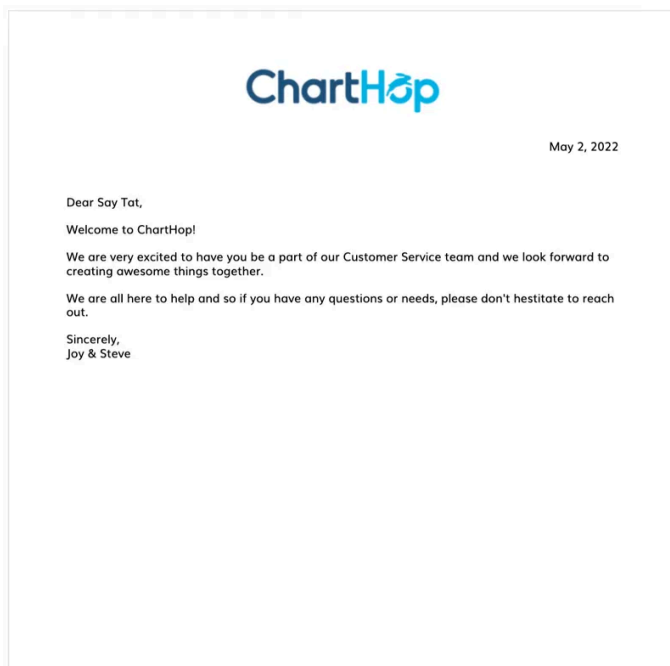 ChartHop
May 2, 2022
Dear Say Tat,
Welcome to ChartHop!
We are very excited to have you be a part of our Customer Service team and we look forward to
creating awesome things together.
We are all here to help and so if you have any questions or needs, please don't hestitate to reach
out.
Sincerely,
Joy & Steve